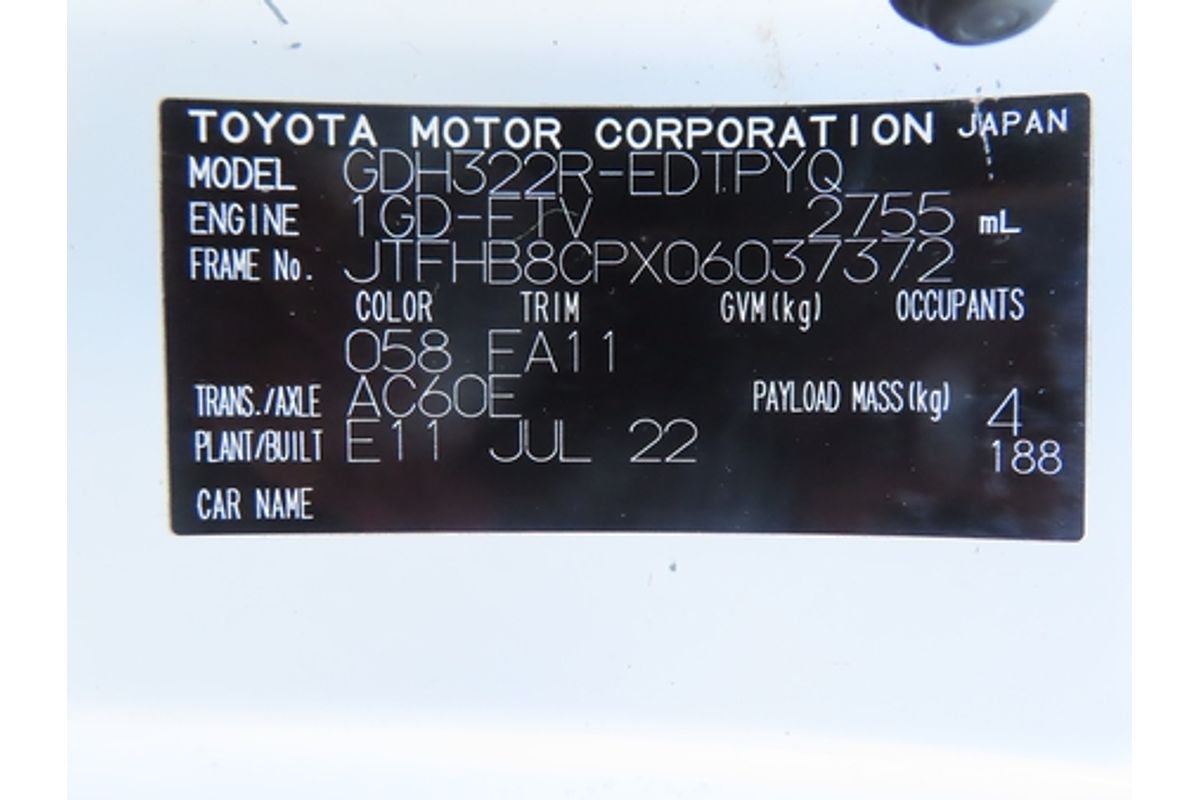 TOYOTA MOTOR CORPORATION JAPAN
MODEL GDH322R-EDTPYQ
ENGINE 1GD-FTV 2755 mL
FRAME No. JTFHB8CPX06037372
COLOR TRIM GVM(kg) OCCUPANTS
058 FA11
TRANS./AXLE AC60E PAYLOAD MASS(kg) 4
PLANT/BUILT E11 JUL 22 188
CAR NAME